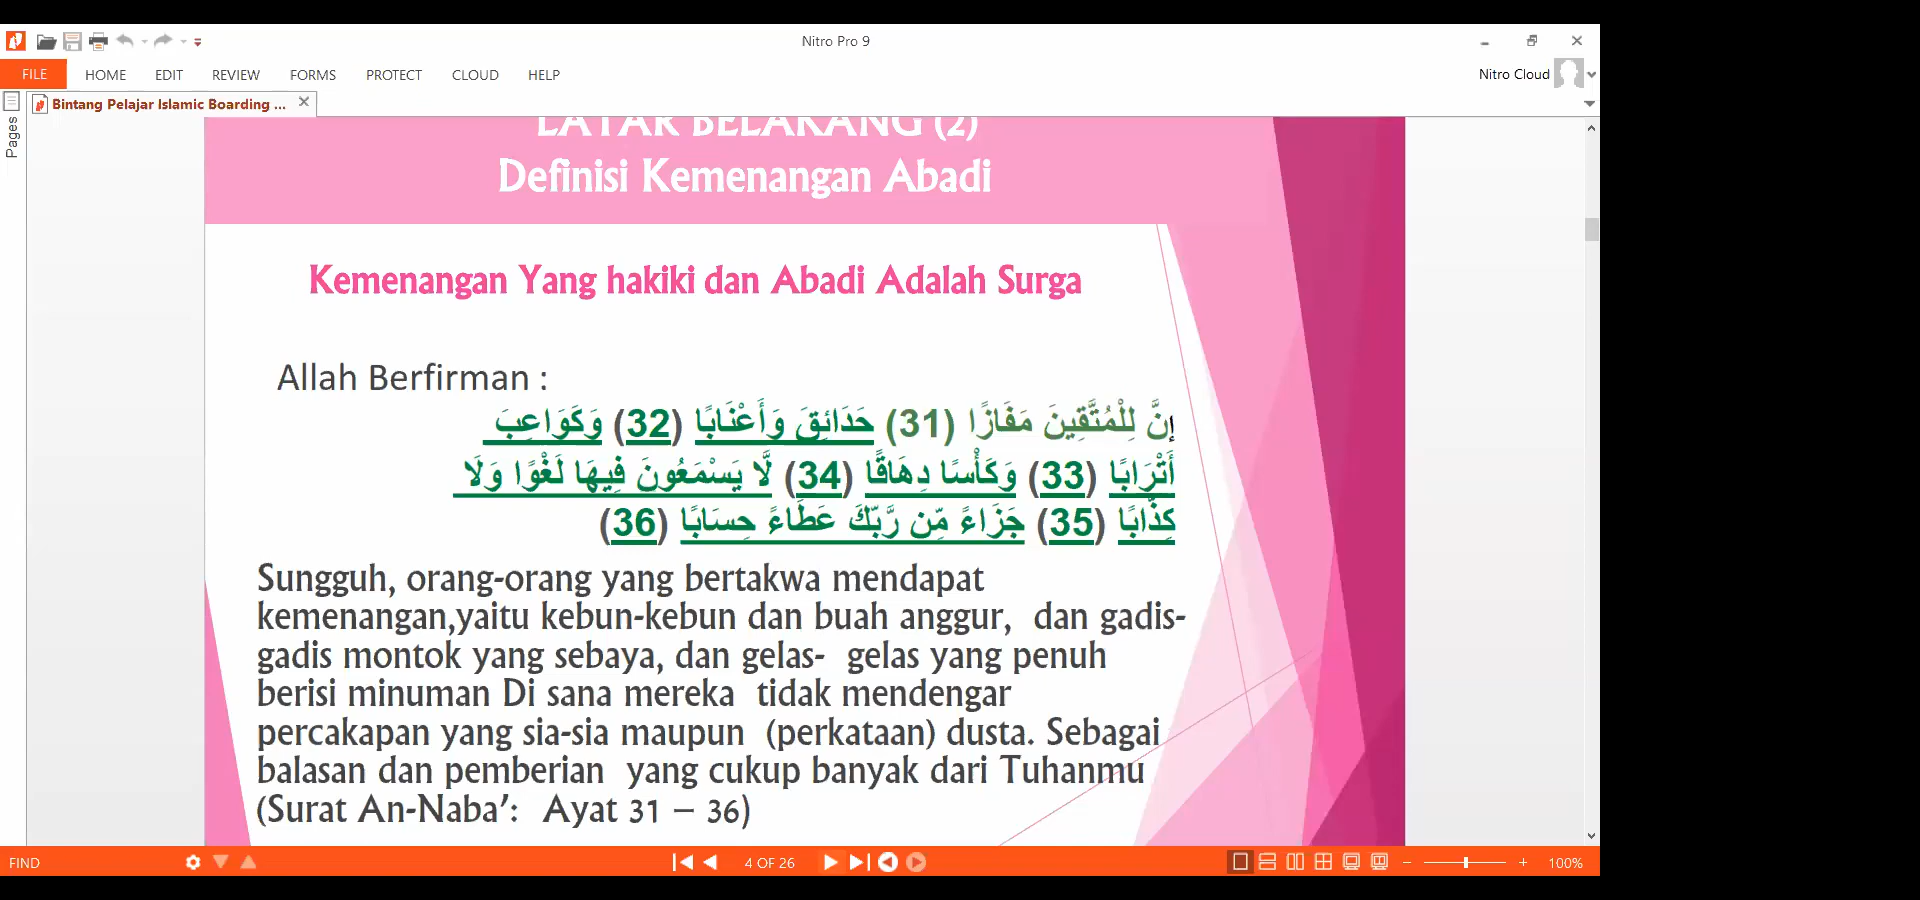 Nitro Pro 9
FILE HOME EDIT REVIEW FORMS PROTECT CLOUD HELP
Nitro Cloud
Bintang Pelajar Islamic Boarding ...
Pages
LATAR BELAKANG (2)
Definisi Kemenangan Abadi
Kemenangan Yang hakiki dan Abadi Adalah Surga
Allah Berfirman :
إِنَّ لِلْمُتَّقِينَ مَفَازًا (31) حَدَائِقَ وَأَعْنَابًا (32) وَكَوَاعِبَ
أَتْرَابًا (33) وَكَأْسًا دِهَاقًا (34) لَّا يَسْمَعُونَ فِيهَا لَغْوًا وَلَا
كِذَّابًا (35) جَزَاءً مِّن رَّبِّكَ عَطَاءً حِسَابًا (36)
Sungguh, orang-orang yang bertakwa mendapat
kemenangan,yaitu kebun-kebun dan buah anggur, dan gadis-
gadis montok yang sebaya, dan gelas- gelas yang penuh
berisi minuman Di sana mereka tidak mendengar
percakapan yang sia-sia maupun (perkataan) dusta. Sebagai
balasan dan pemberian yang cukup banyak dari Tuhanmu
(Surat An-Naba’: Ayat 31 – 36)
FIND
4 OF 26
100%